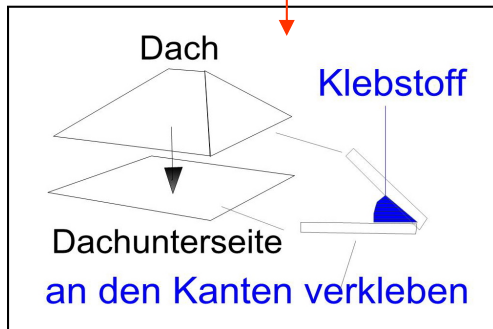 Dach
Klebstoff
Dachunterseite
an den Kanten verkleben